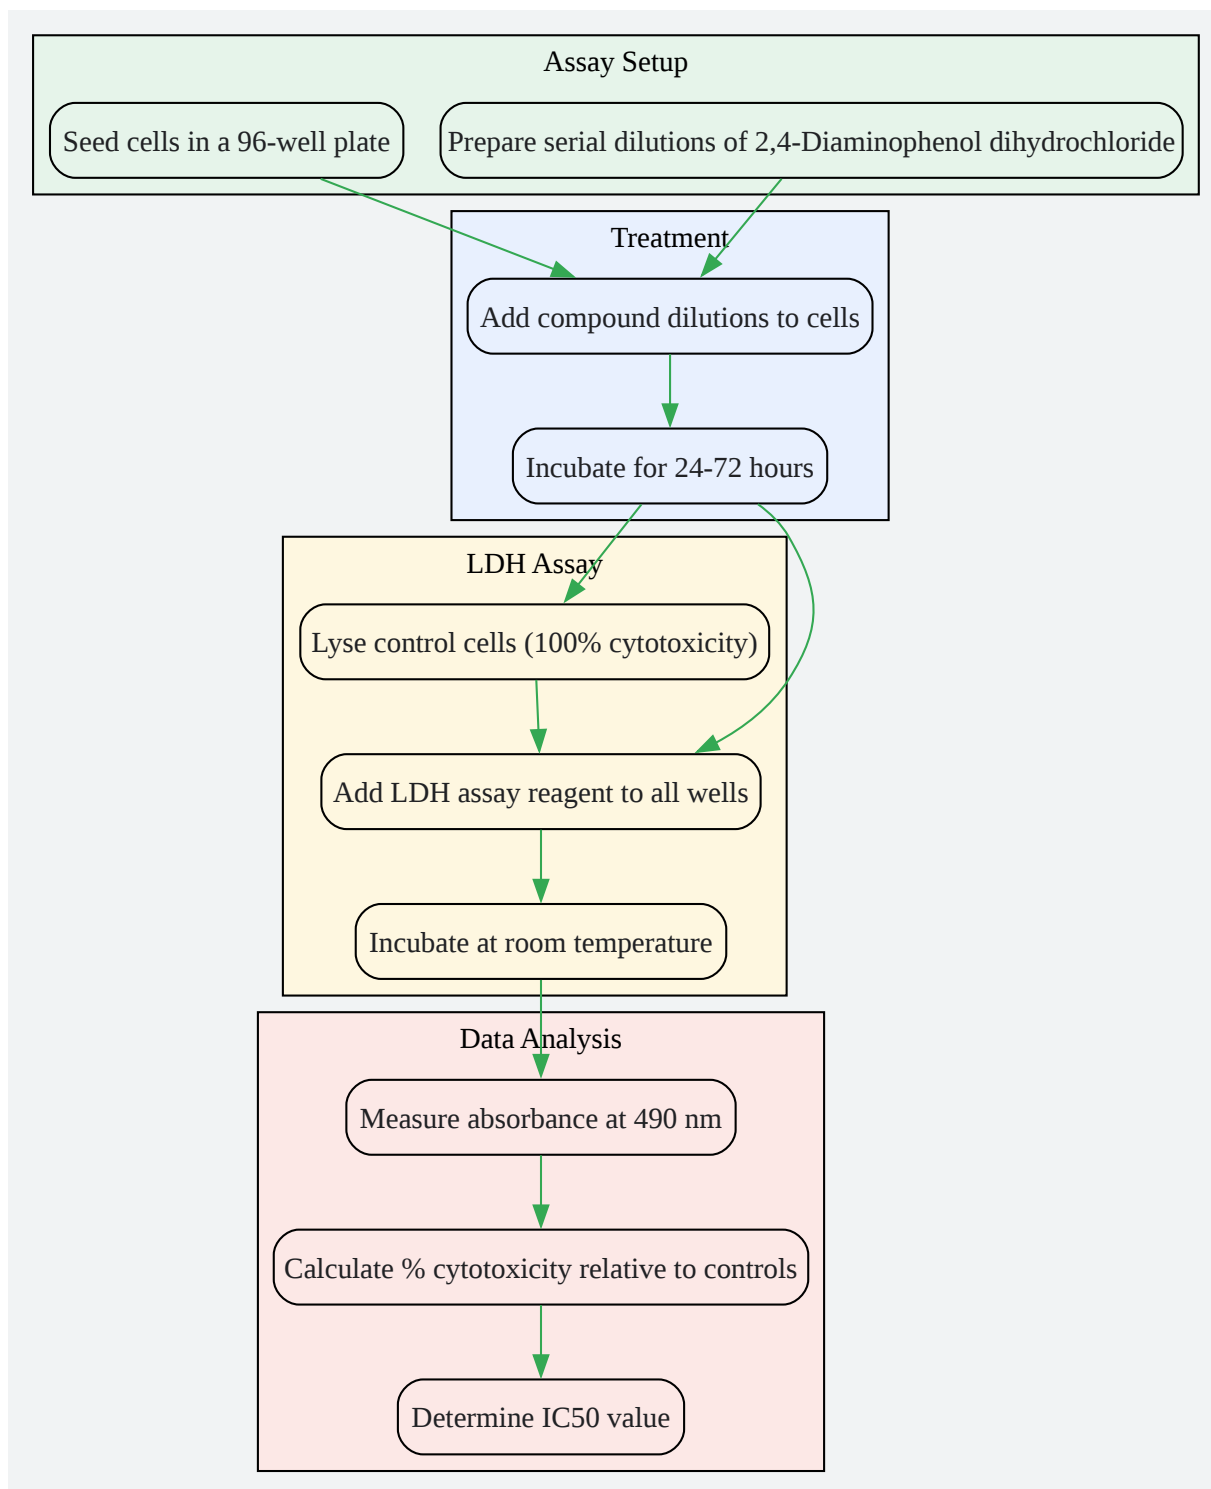 Assay Setup
Seed cells in a 96-well plate
Prepare serial dilutions of 2,4-Diaminophenol dihydrochloride
Treatment
Add compound dilutions to cells
Incubate for 24-72 hours
LDH Assay
Lyse control cells (100% cytotoxicity)
Add LDH assay reagent to all wells
Incubate at room temperature
Data Analysis
Measure absorbance at 490 nm
Calculate % cytotoxicity relative to controls
Determine IC50 value